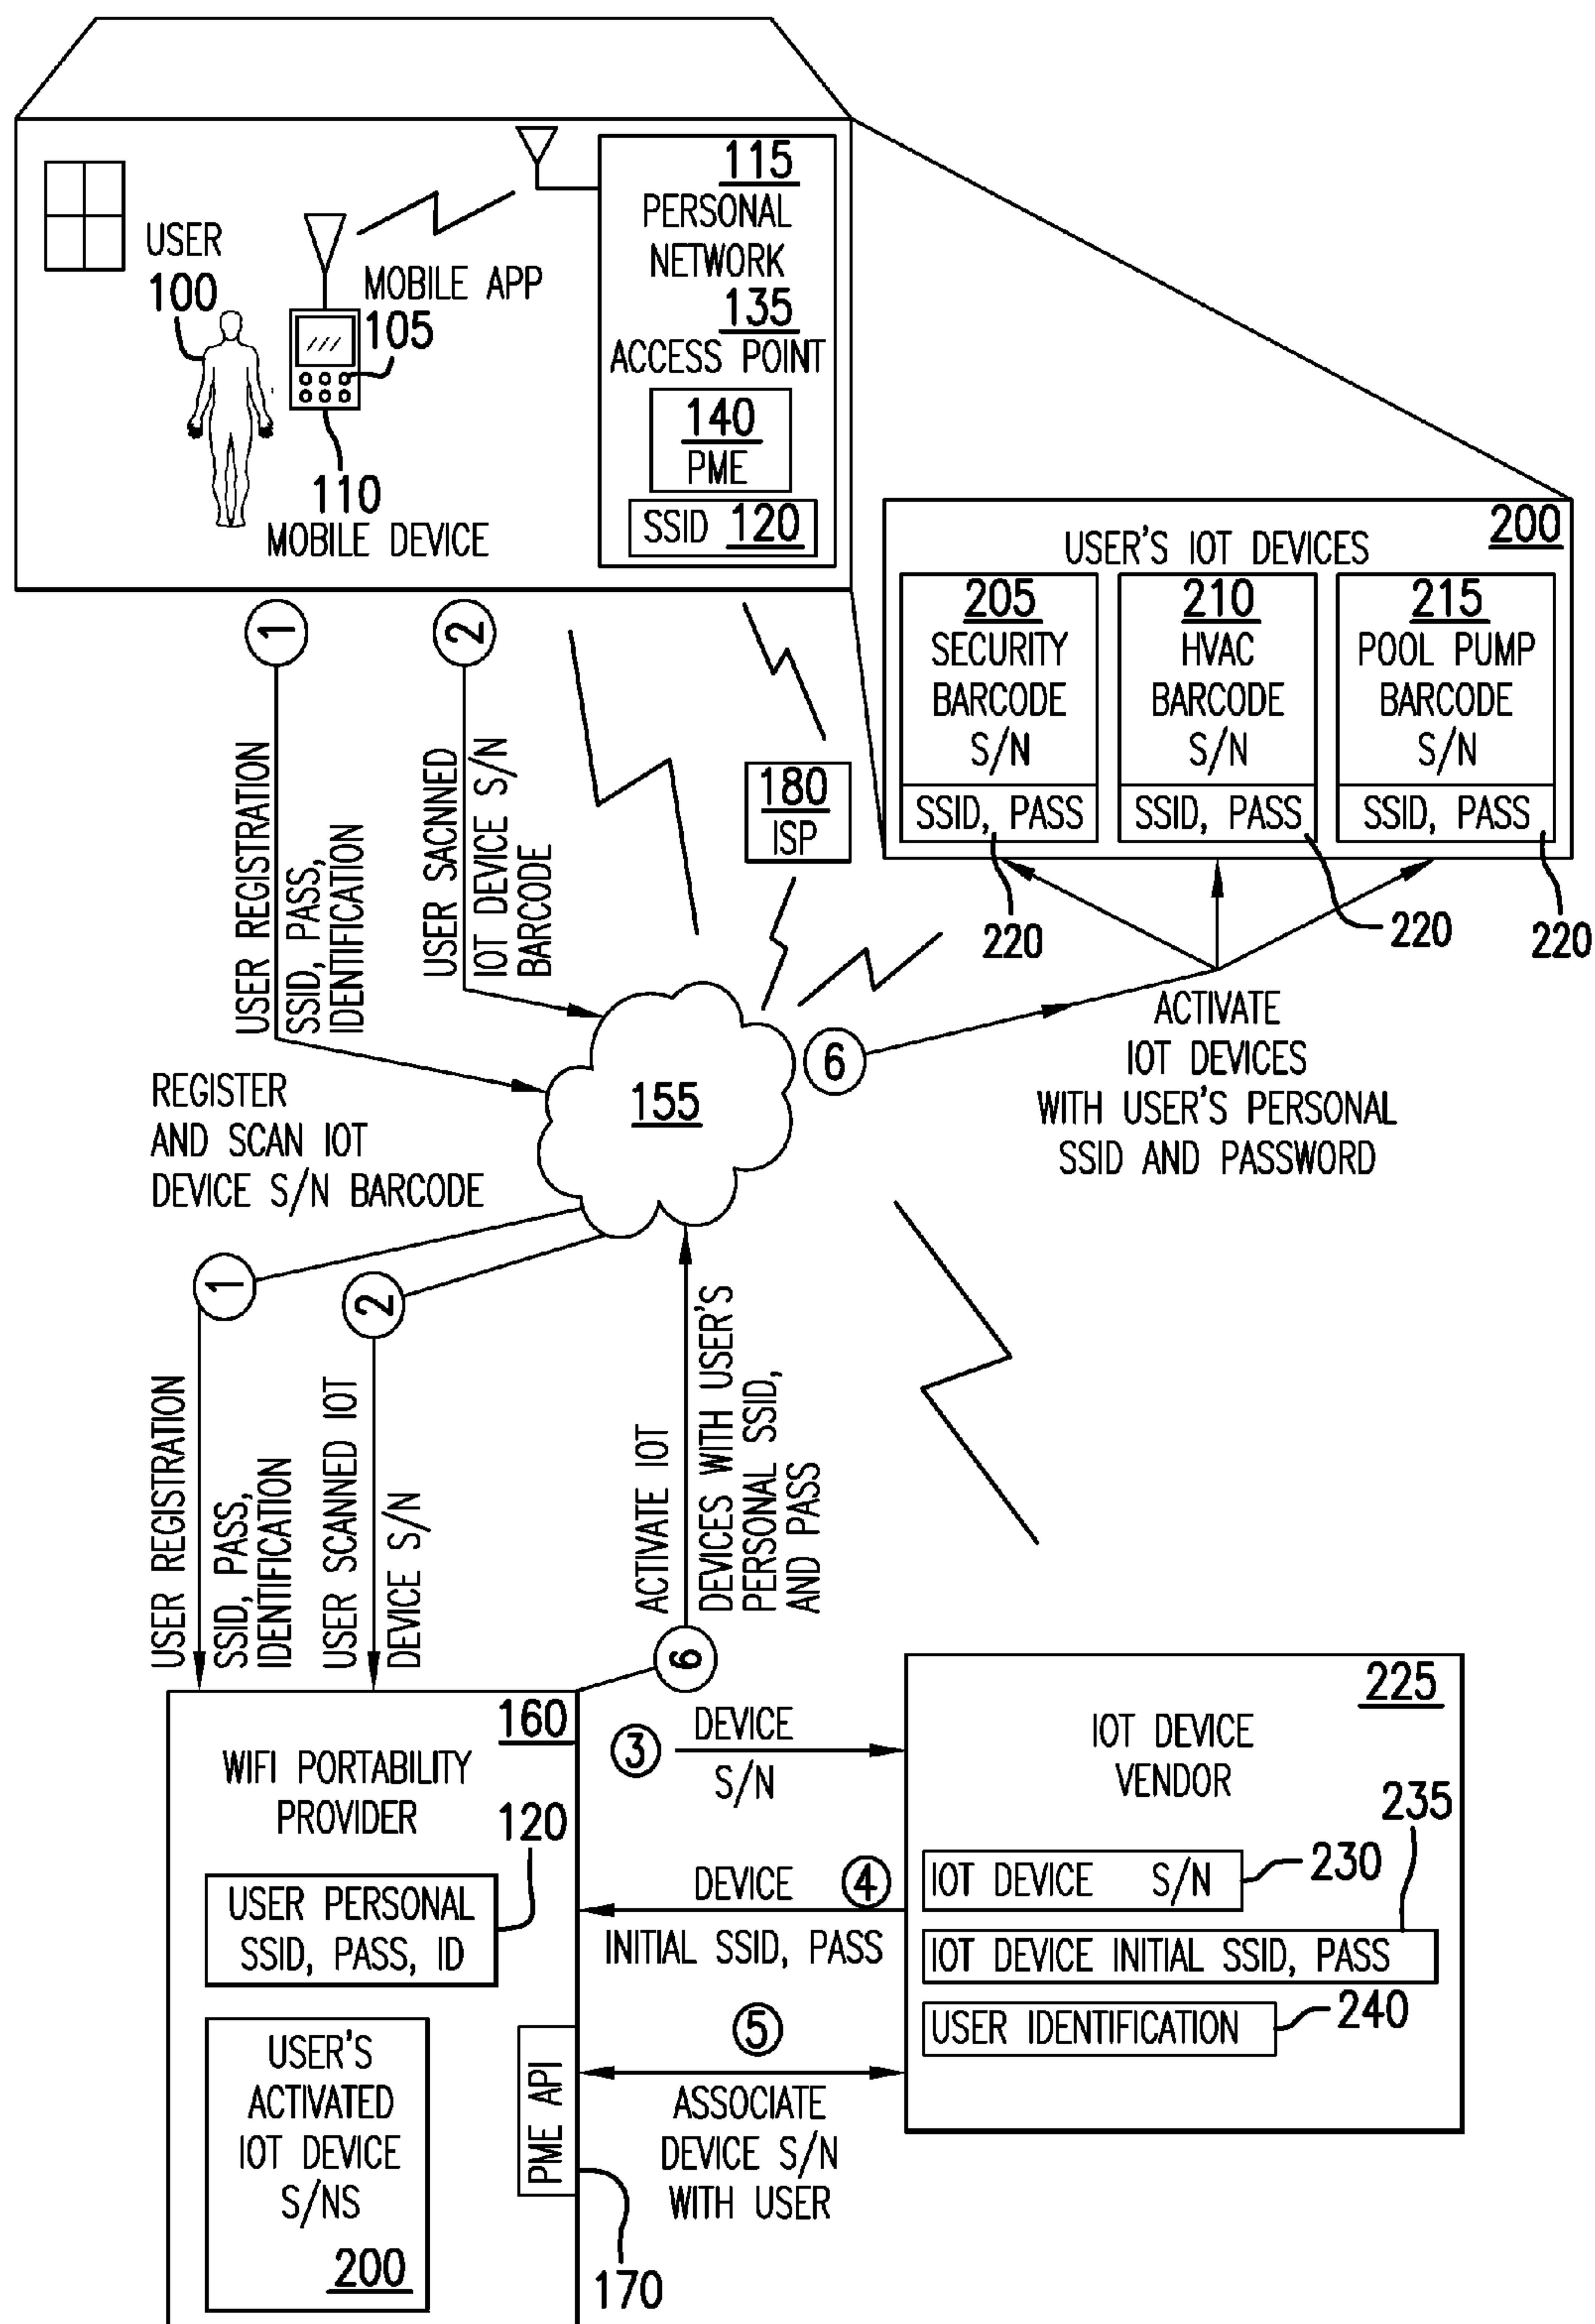 115
PERSONAL
NETWORK
135
ACCESS POINT
140
PME
SSID 120
USER
100
MOBILE APP
105
110
MOBILE DEVICE
200
USER'S IOT DEVICES
205
SECURITY
BARCODE
S/N
SSID, PASS
210
HVAC
BARCODE
S/N
SSID, PASS
215
POOL PUMP
BARCODE
S/N
SSID, PASS
220
220
220
1
USER REGISTRATION
SSID, PASS,
IDENTIFICATION
2
USER SACNNED
IOT DEVICE S/N
BARCODE
180
ISP
155
6
ACTIVATE
IOT DEVICES
WITH USER'S PERSONAL
SSID AND PASSWORD
REGISTER
AND SCAN IOT
DEVICE S/N BARCODE
1
USER REGISTRATION
SSID, PASS,
IDENTIFICATION
2
USER SCANNED IOT
DEVICE S/N
ACTIVATE IOT
DEVICES WITH USER'S
PERSONAL SSID,
AND PASS
6
160
WIFI PORTABILITY
PROVIDER
120
USER PERSONAL
SSID, PASS, ID
USER'S
ACTIVATED
IOT DEVICE
S/NS
200
PME API
170
3
DEVICE
S/N
4
DEVICE
INITIAL SSID, PASS
5
ASSOCIATE
DEVICE S/N
WITH USER
225
IOT DEVICE
VENDOR
235
IOT DEVICE S/N
230
IOT DEVICE INITIAL SSID, PASS
USER IDENTIFICATION
240